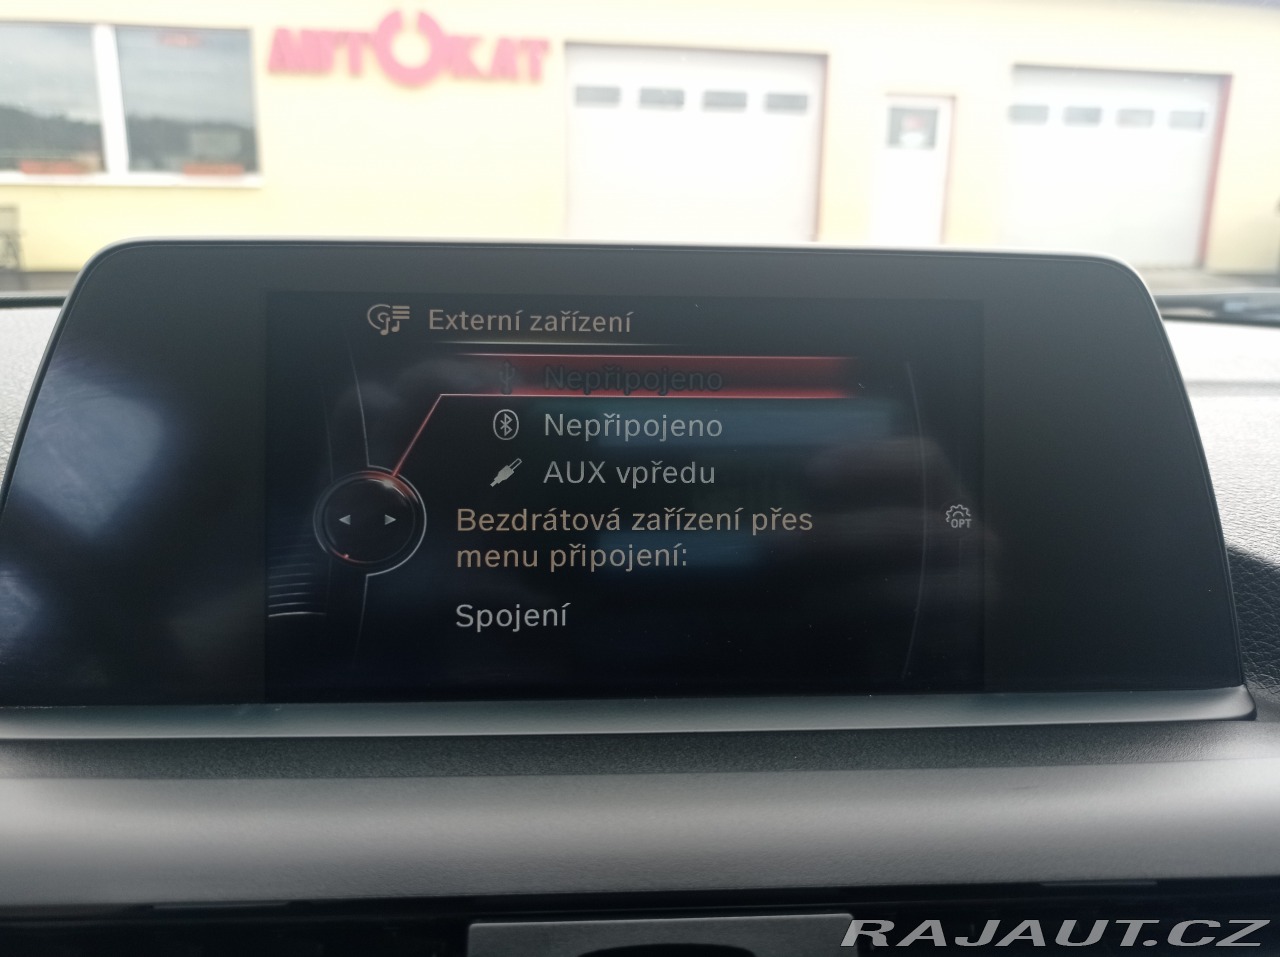 AUTOKAT
Externí zařízení
Nepřipojeno
Nepřipojeno
AUX vpředu
Bezdrátová zařízení přes
menu připojení:
Spojení
OPT
RAJAUT.CZ